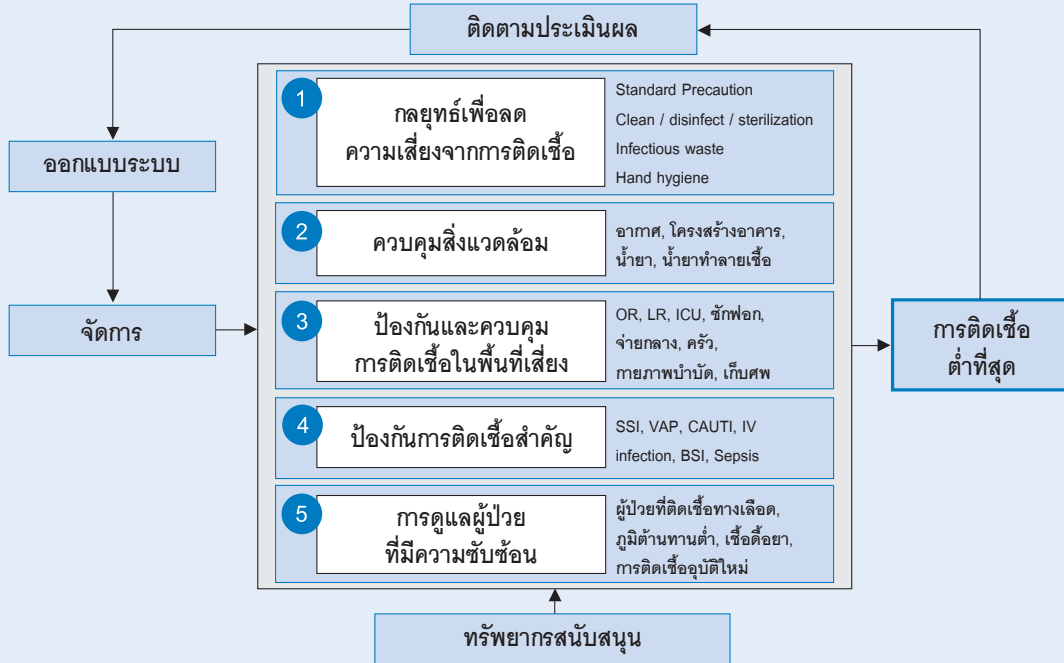 ติดตามประเมินผล
ออกแบบระบบ
จัดการ
1
กลยุทธ์เพื่อลด
ความเสี่ยงจากการติดเชื้อ
Standard Precaution
Clean / disinfect / sterilization
Infectious waste
Hand hygiene
2
ควบคุมสิ่งแวดล้อม
อากาศ, โครงสร้างอาคาร,
น้ำยา, น้ำยาทำลายเชื้อ
3
ป้องกันและควบคุม
การติดเชื้อในพื้นที่เสี่ยง
OR, LR, ICU, ซักฟอก,
จ่ายกลาง, ครัว,
กายภาพบำบัด, เก็บศพ
4
ป้องกันการติดเชื้อสำคัญ
SSI, VAP, CAUTI, IV
infection, BSI, Sepsis
5
การดูแลผู้ป่วย
ที่มีความซับซ้อน
ผู้ป่วยที่ติดเชื้อทางเลือด,
ภูมิต้านทานต่ำ, เชื้อดื้อยา,
การติดเชื้ออุบัติใหม่
การติดเชื้อ
ต่ำที่สุด
ทรัพยากรสนับสนุน